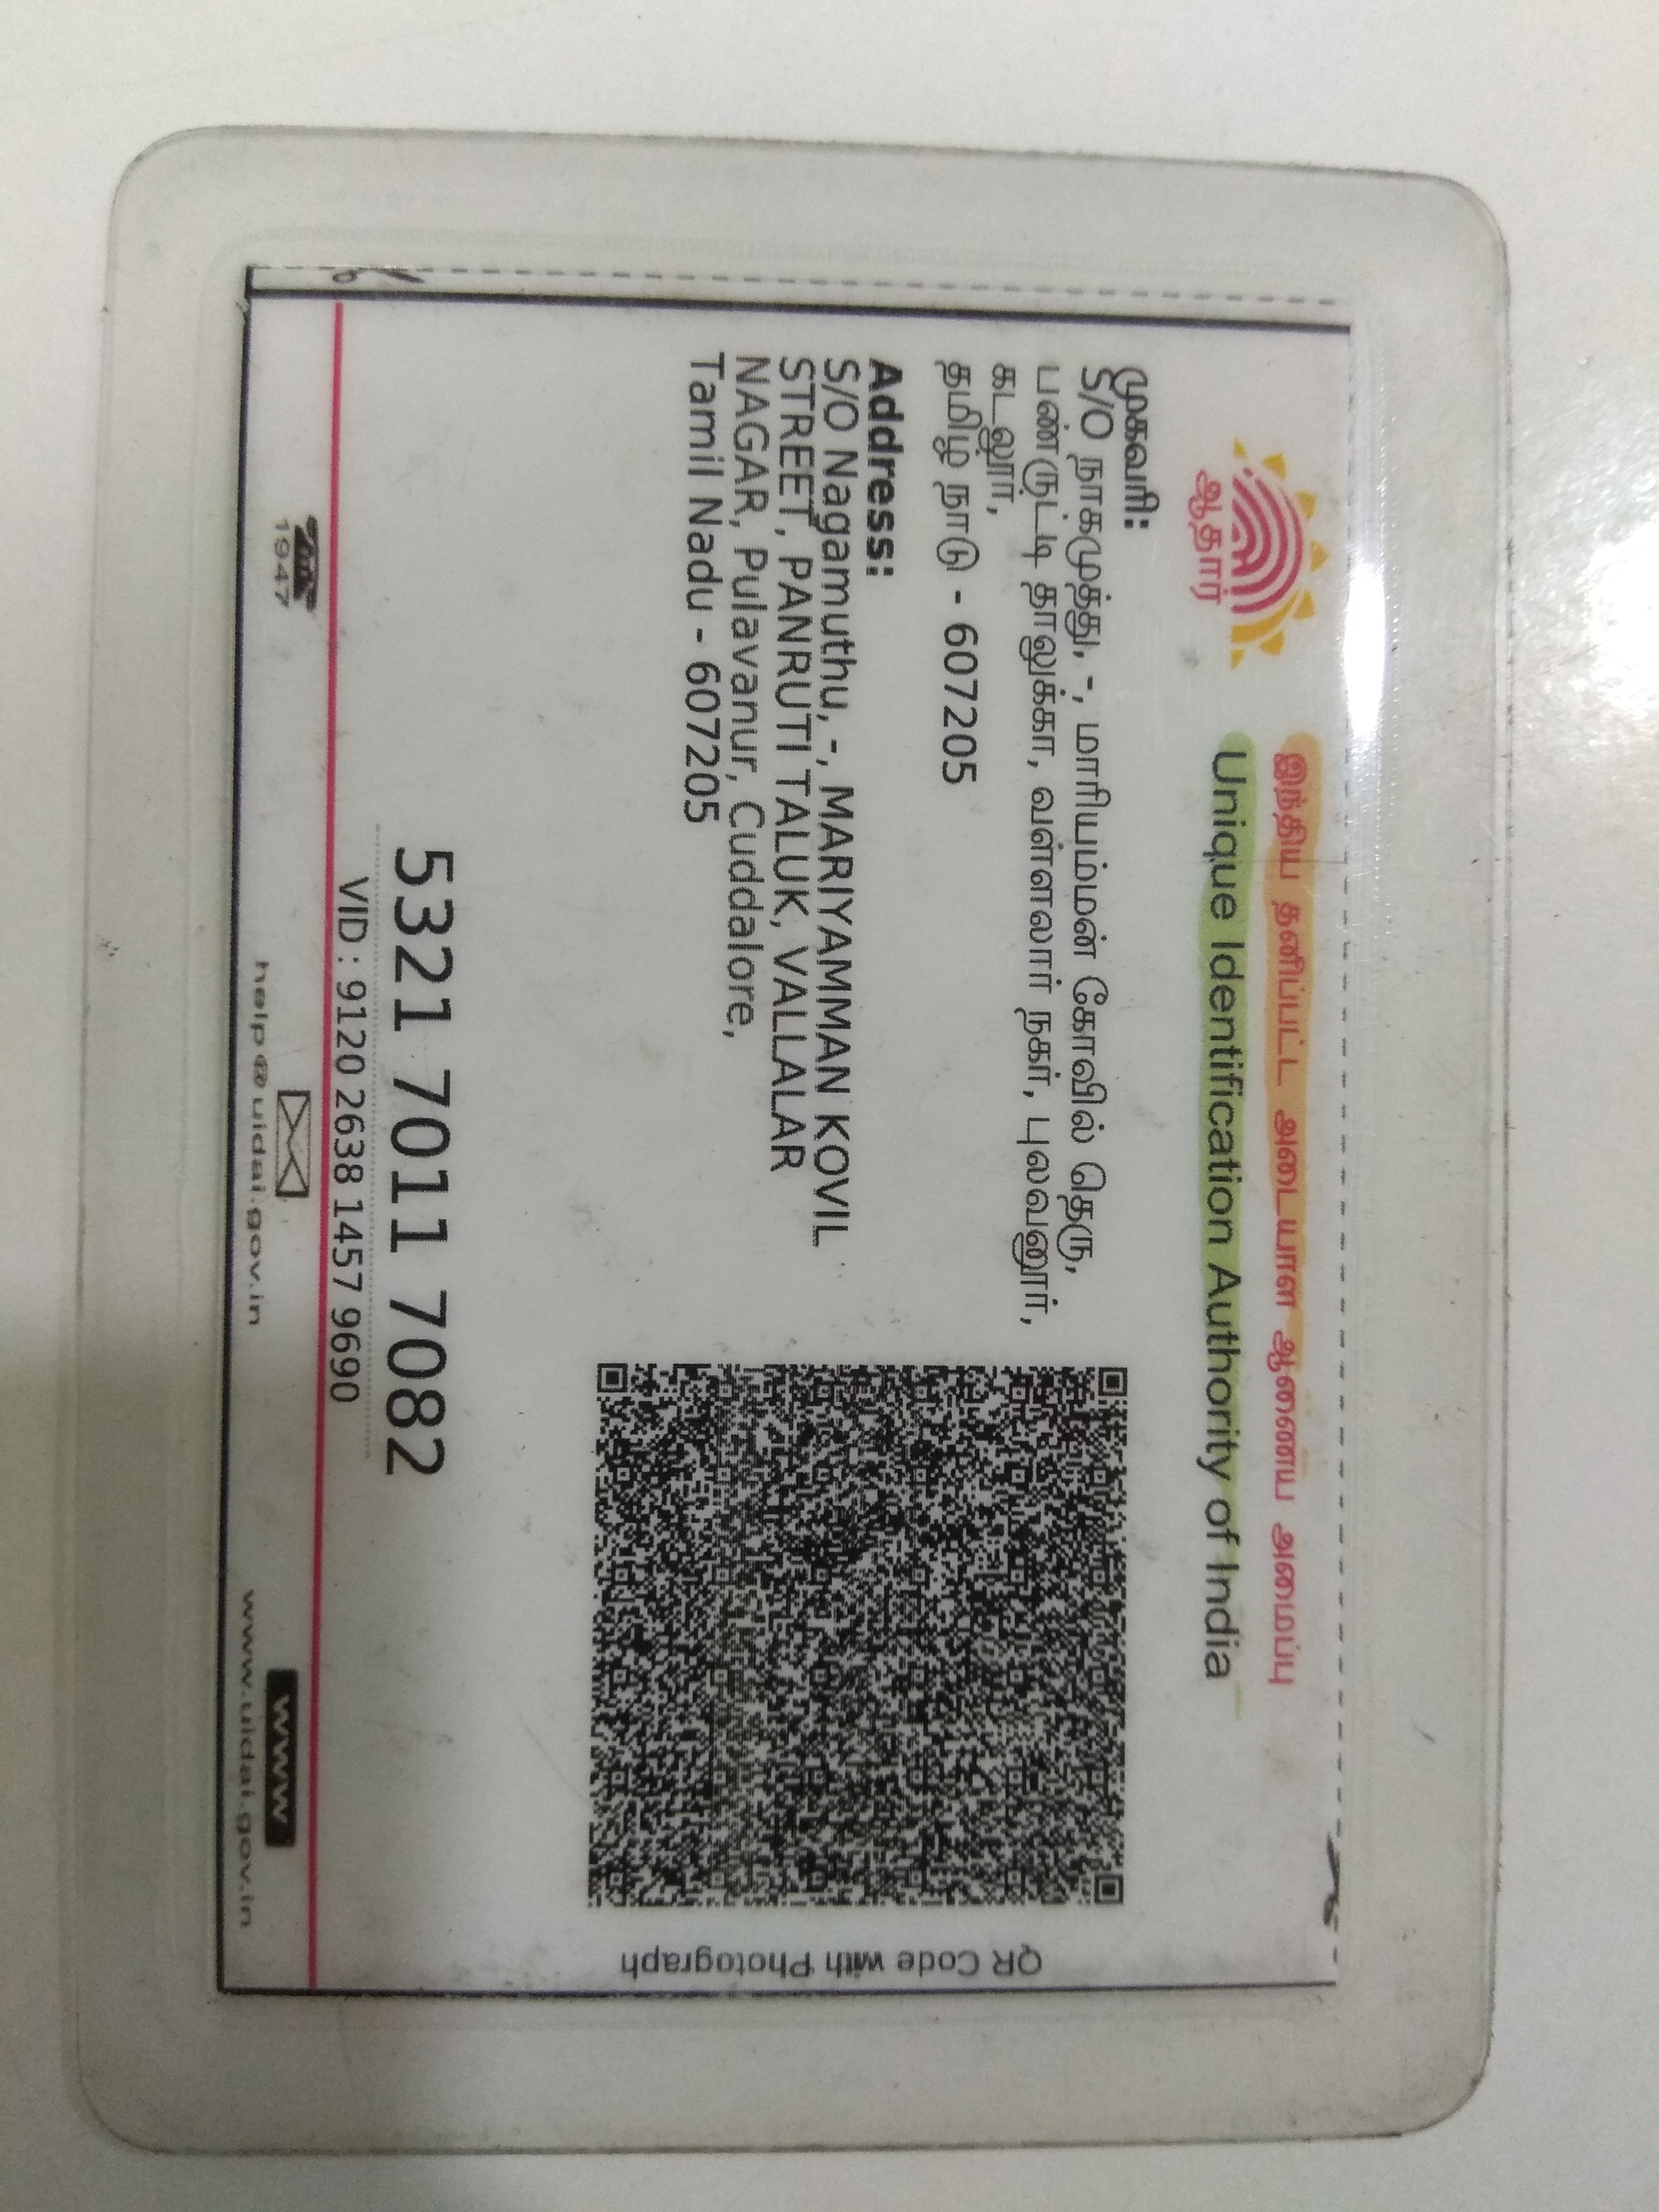 ஆதார்
இந்திய தனிப்பட்ட அடையாள ஆணைய அமைப்பு
Unique Identification Authority of India
முகவரி:
S/O நாகமுத்து, -, மாரியம்மன் கோவில் தெரு,
பண்ருட்டி தாலுக்கா, வள்ளலார் நகர், புலவனூர்,
கடலூர்,
தமிழ் நாடு - 607205
Address:
S/O Nagamuthu, -, MARIYAMMAN KOVIL
STREET, PANRUTI TALUK, VALLALAR
NAGAR, Pulavanur, Cuddalore,
Tamil Nadu - 607205
QR Code with Photograph
5321 7011 7082
VID : 9120 2638 1457 9690
1947
help@uidai.gov.in
www
www.uidai.gov.in